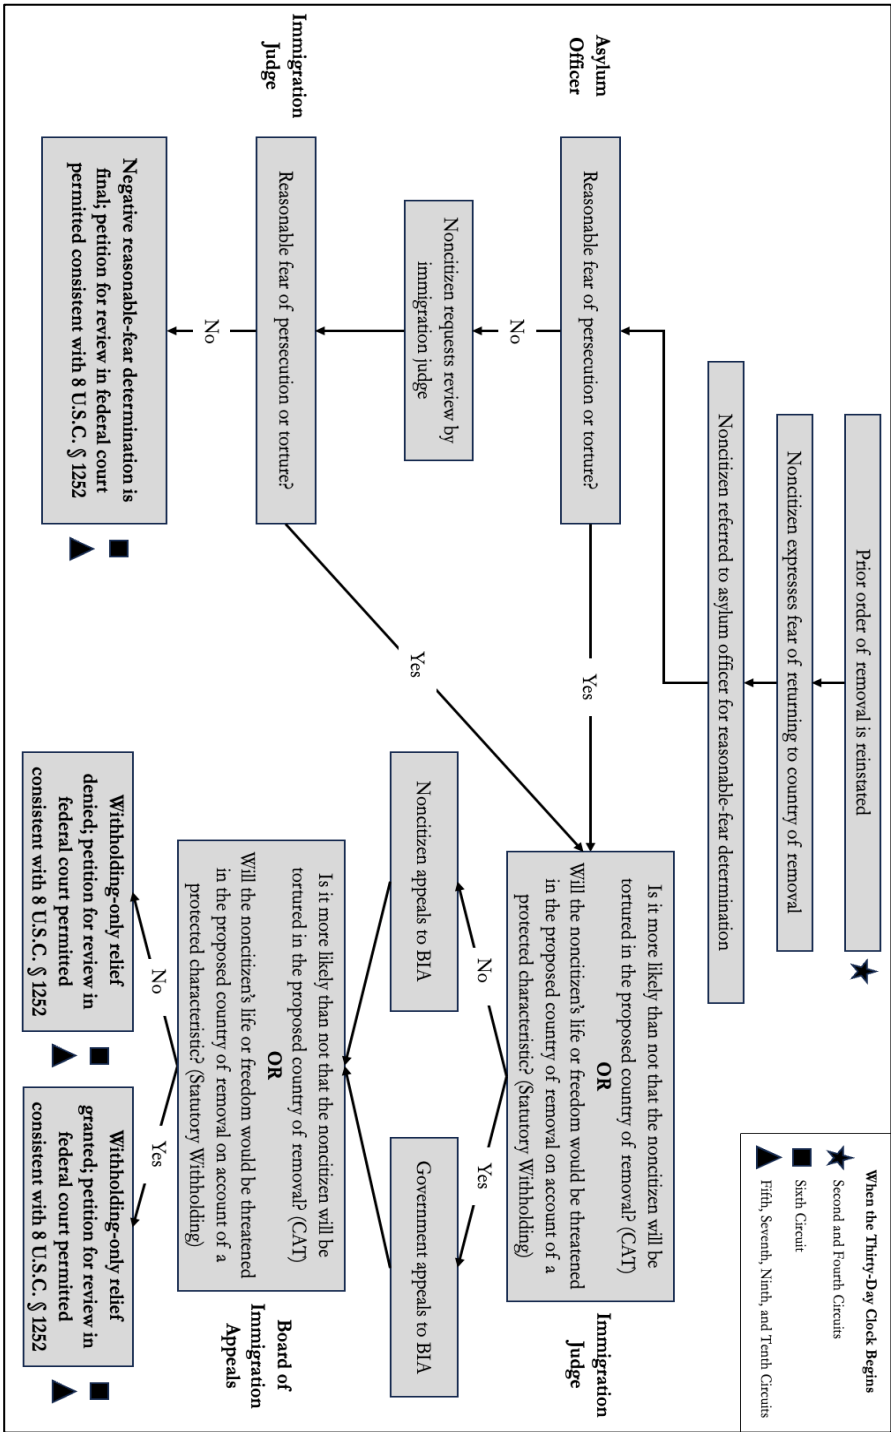 Prior order of removal is reinstated
When the Thirty-Day Clock Begins
Second and Fourth Circuits
Sixth Circuit
Fifth, Seventh, Ninth, and Tenth Circuits
Noncitizen expresses fear of returning to country of removal
Noncitizen referred to asylum officer for reasonable-fear determination
Asylum
Officer
Reasonable fear of persecution or torture?
Yes
No
Noncitizen requests review by
immigration judge
Immigration
Judge
Reasonable fear of persecution or torture?
Yes
No
Negative reasonable-fear determination is
final; petition for review in federal court
permitted consistent with 8 U.S.C. § 1252
Is it more likely than not that the noncitizen will be
tortured in the proposed country of removal? (CAT)
OR
Will the noncitizen’s life or freedom would be threatened
in the proposed country of removal on account of a
protected characteristic? (Statutory Withholding)
Immigration
Judge
No
Yes
Noncitizen appeals to BIA
Government appeals to BIA
Is it more likely than not that the noncitizen will be
tortured in the proposed country of removal? (CAT)
OR
Will the noncitizen’s life or freedom would be threatened
in the proposed country of removal on account of a
protected characteristic? (Statutory Withholding)
Board of
Immigration
Appeals
No
Yes
Withholding-only relief
denied; petition for review in
federal court permitted
consistent with 8 U.S.C. § 1252
Withholding-only relief
granted; petition for review in
federal court permitted
consistent with 8 U.S.C. § 1252